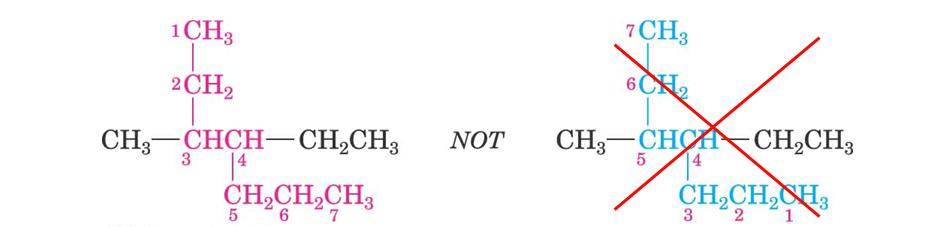 1CH₃ 7CH₃
2CH₂ 6CH₂
CH₃—CHCH—CH₂CH₃ NOT CH₃—CHCH—CH₂CH₃
3 4 5 4
CH₂CH₂CH₃ CH₂CH₂CH₃
5 6 7 3 2 1